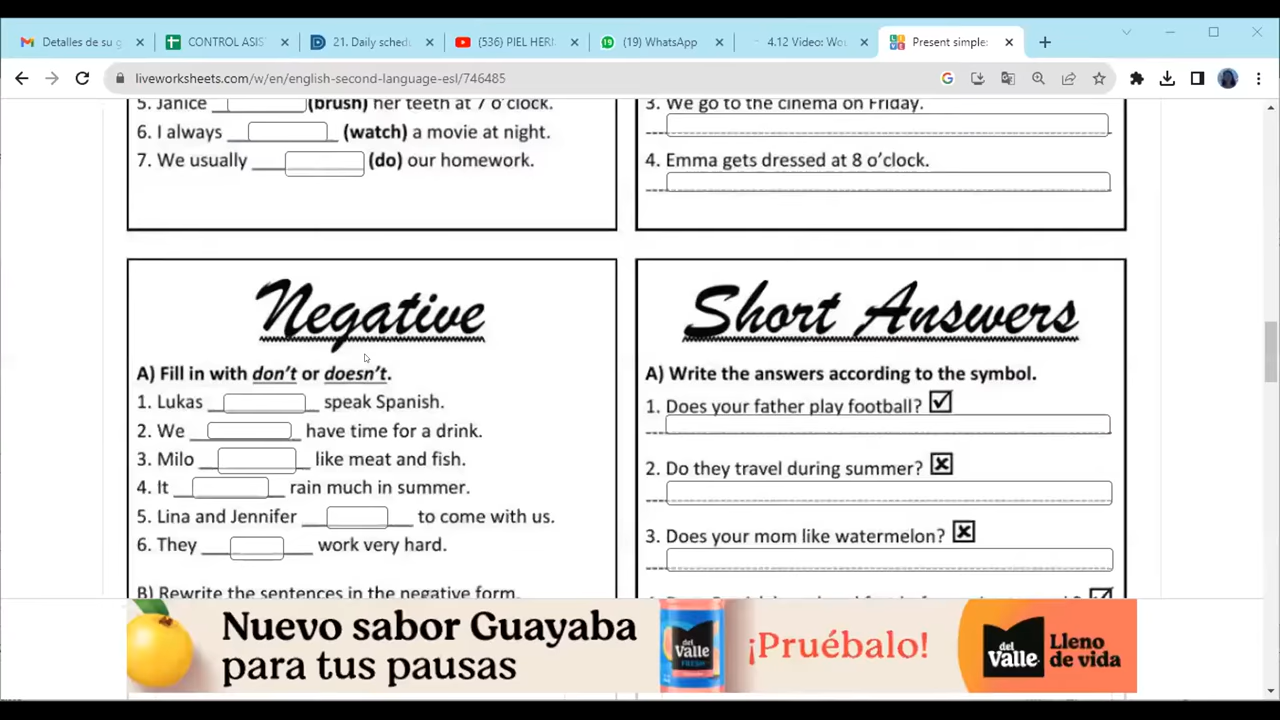 Detalles de su g
CONTROL ASIS
21. Daily sched
(536) PIEL HER
(19) WhatsApp
4.12 Video: Wou
Present simple:
liveworksheets.com/w/en/english-second-language-esl/746485
5. Janice (brush) her teeth at 7 o'clock.
6. I always (watch) a movie at night.
7. We usually (do) our homework.
3. We go to the cinema on Friday.
4. Emma gets dressed at 8 o'clock.
Negative
A) Fill in with don't or doesn't.
1. Lukas speak Spanish.
2. We have time for a drink.
3. Milo like meat and fish.
4. It rain much in summer.
5. Lina and Jennifer to come with us.
6. They work very hard.
B) Rewrite the sentences in the negative form.
Short Answers
A) Write the answers according to the symbol.
1. Does your father play football?
2. Do they travel during summer?
3. Does your mom like watermelon?
Nuevo sabor Guayaba
para tus pausas
del
Valle
FRESH
¡Pruébalo!
del
Valle
Lleno
de vida